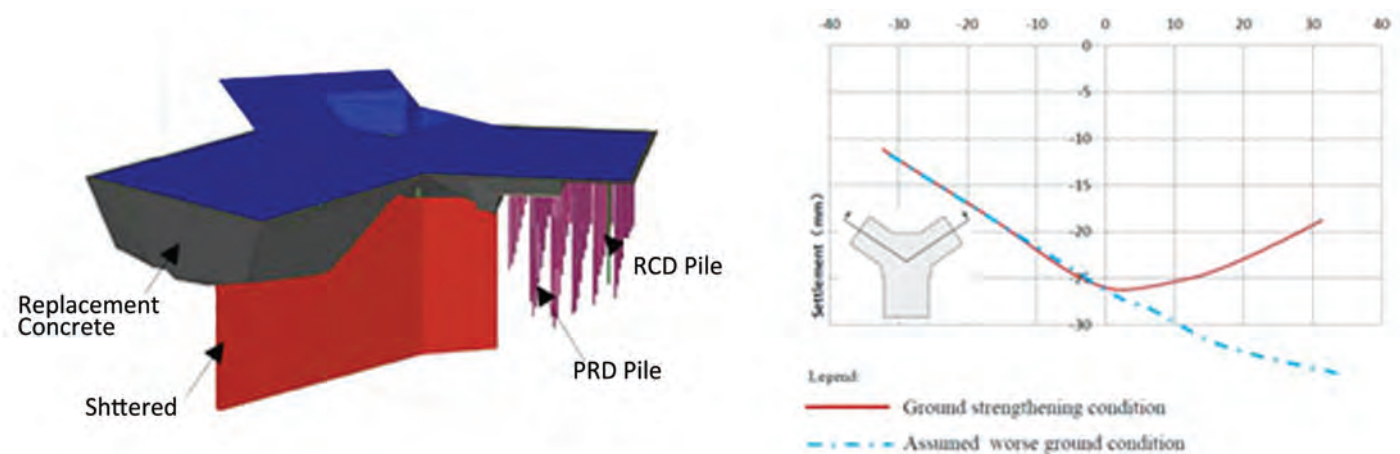 Replacement
Concrete
Shttered
RCD Pile
PRD Pile
-40 -30 -20 -10 0 10 20 30 40
0
-5
-10
-15
-20
-25
-30
Settlement (mm)
Legend:
Ground strengthening condition
Assumed worse ground condition